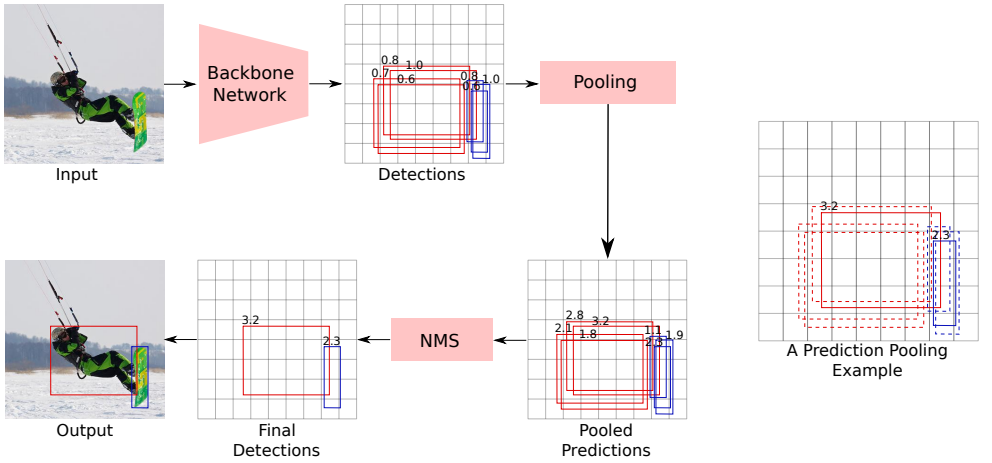 Backbone
Network
Pooling
0.8
1.0
0.7
0.6
0.8
1.0
0.6
Input
Detections
3.2
2.3
A Prediction Pooling
Example
3.2
2.3
NMS
2.8
3.2
2.1
1.8
1.1
1.9
2.3
Output
Final
Detections
Pooled
Predictions